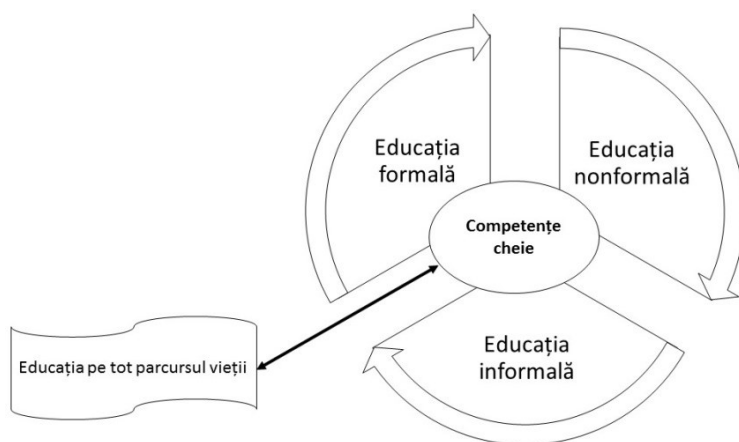 Educația
formală
Educația
nonformală
Competențe
cheie
Educația
informală
Educația pe tot parcursul vieții